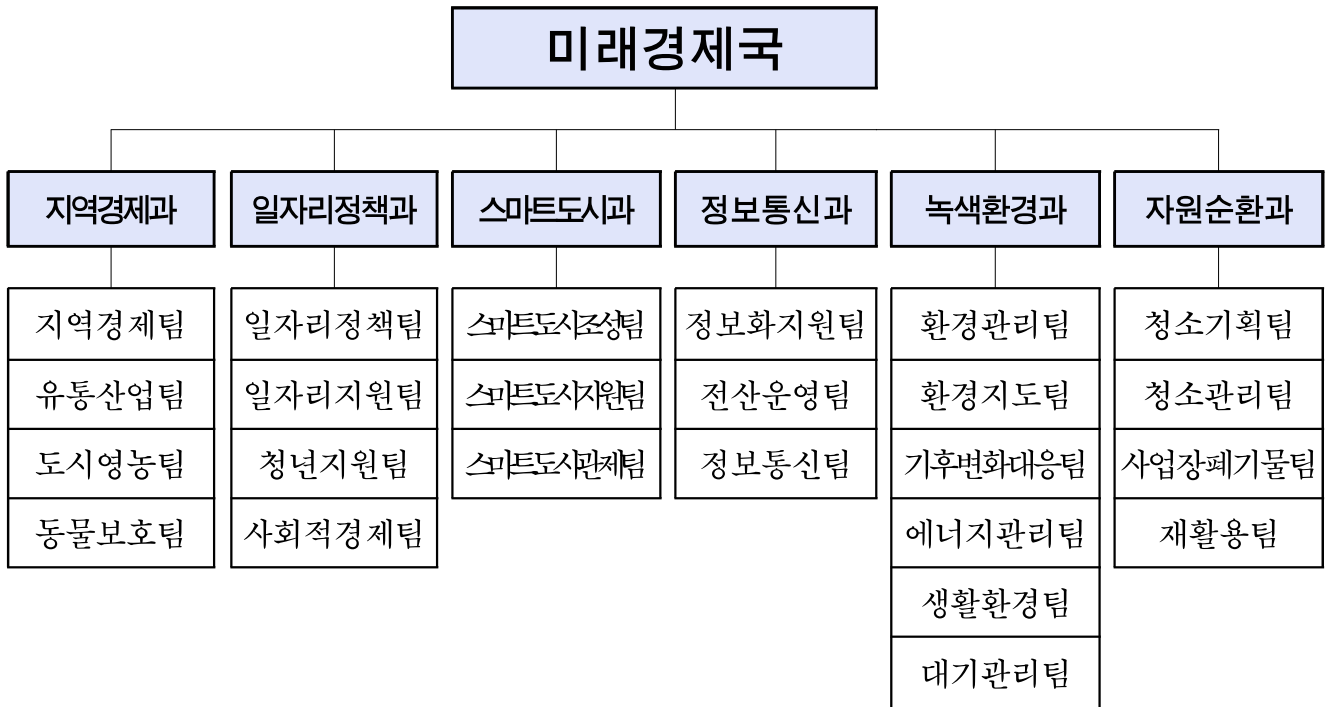 미래경제국
지역경제과
일자리정책과
스마트도시과
정보통신과
녹색환경과
자원순환과
지역경제팀
유통산업팀
도시영농팀
동물보호팀
일자리정책팀
일자리지원팀
청년지원팀
사회적경제팀
스마트도시조성팀
스마트도시지원팀
스마트도시관제팀
정보화지원팀
전산운영팀
정보통신팀
환경관리팀
환경지도팀
기후변화대응팀
에너지관리팀
생활환경팀
대기관리팀
청소기획팀
청소관리팀
사업장폐기물팀
재활용팀